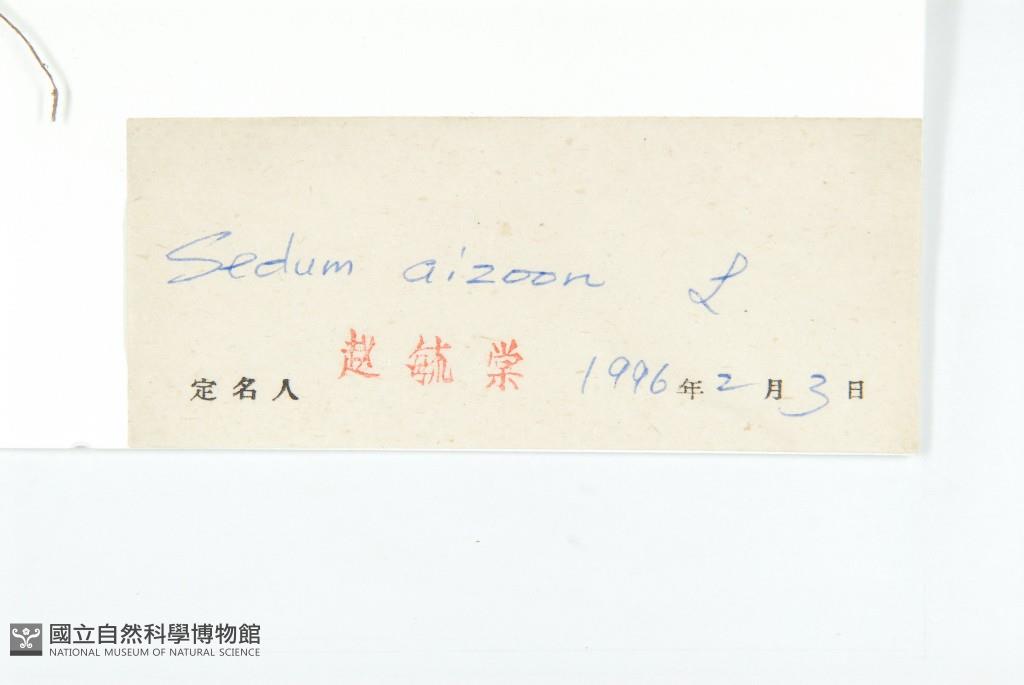 Sedum aizoon L.
定名人 赵毓棠 1996年2月3日
國立自然科學博物館
NATIONAL MUSEUM OF NATURAL SCIENCE